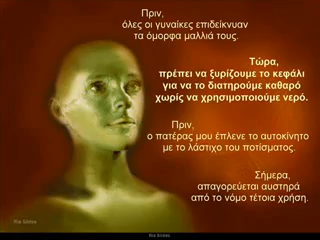 Πριν,
όλες οι γυναίκες επιδείκνυαν
τα όμορφα μαλλιά τους.
Τώρα,
πρέπει να ξυρίζουμε το κεφάλι
για να το διατηρούμε καθαρό
χωρίς να χρησιμοποιούμε νερό.
Πριν,
ο πατέρας μου έπλενε το αυτοκίνητο
με το λάστιχο του ποτίσματος.
Σήμερα,
απαγορεύεται αυστηρά
από το νόμο τέτοια χρήση.